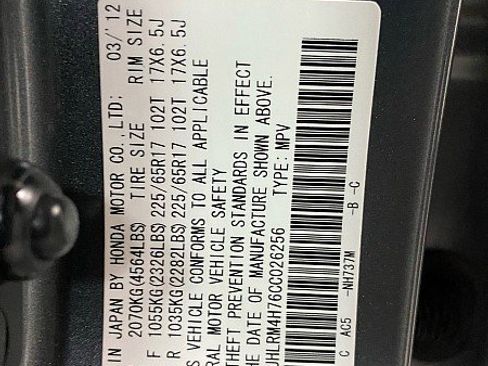 IN JAPAN BY HONDA MOTOR CO., LTD: 03/'12
2070KG(4564LBS) TIRE SIZE RIM SIZE
F 1055KG(2326LBS)225/65R17 102T 17X6.5J
R 1035KG(2282LBS)225/65R17 102T 17X6.5J
VEHICLE CONFORMS TO ALL APPLICABLE
MOTOR VEHICLE SAFETY
THEFT PREVENTION STANDARDS IN EFFECT
THE DATE OF MANUFACTURE SHOWN ABOVE.
JHLRM4H76CC026256 TYPE: MPV
C AC5 -B -C
-NH737M